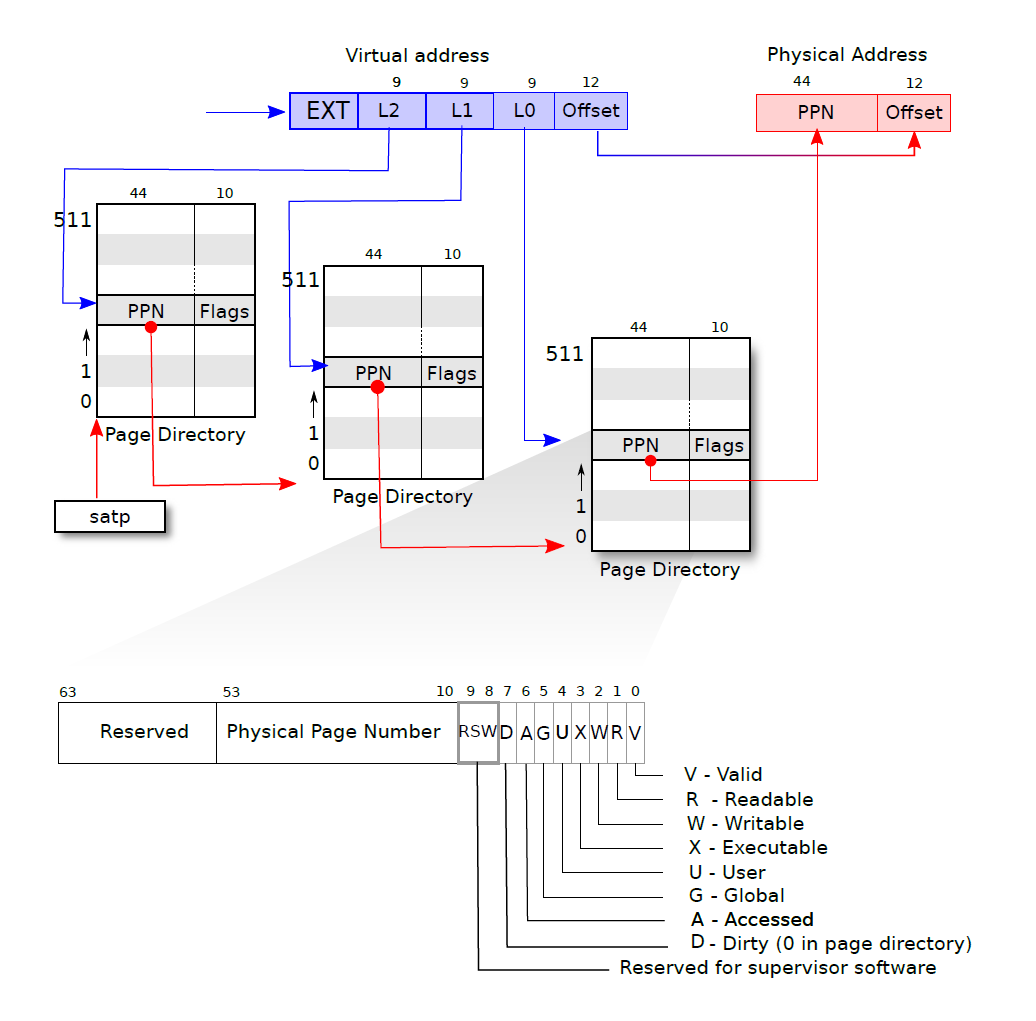 Virtual address
Physical Address
9 9 9 12
44 12
EXT L2 L1 L0 Offset
PPN Offset
44 10
511
PPN Flags
1
0
Page Directory
satp
44 10
511
PPN Flags
1
0
Page Directory
44 10
511
PPN Flags
1
0
Page Directory
63 53 10 9 8 7 6 5 4 3 2 1 0
Reserved Physical Page Number RSW D A G U X W R V
V - Valid
R - Readable
W - Writable
X - Executable
U - User
G - Global
A - Accessed
D - Dirty (0 in page directory)
Reserved for supervisor software